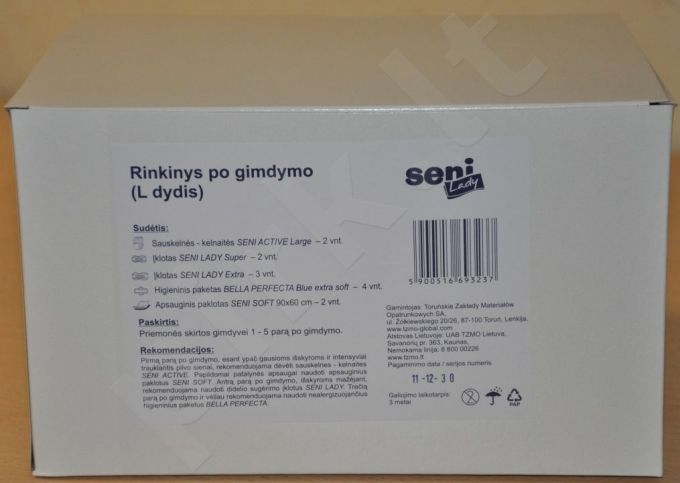 Rinkinys po gimdymo
(L dydis)
seni
Lady
Sudėtis:
Sauskelnės - kelnaitės SENI ACTIVE Large – 2 vnt.
Įklotas SENI LADY Super – 2 vnt.
Įklotas SENI LADY Extra – 3 vnt.
Higieninis paketas BELLA PERFECTA Blue extra soft – 4 vnt.
Apsauginis paklotas SENI SOFT 90x60 cm – 2 vnt.
5 900516 693237
Paskirtis:
Priemonės skirtos gimdyvei 1 - 5 parą po gimdymo.
Rekomendacijos:
Pirmą parą po gimdymo, esant ypač gausioms išskyroms ir intensyviai
traukiantis pilvo sienai, rekomenduojama dėvėti sauskelnes - kelnaites
SENI ACTIVE. Papildomai patalynės apsaugai naudoti apsauginius
paklotus SENI SOFT. Antrą parą po gimdymo, išskyroms mažėjant,
rekomenduojama naudoti didelio sugėrimo įklotus SENI LADY. Trečią
parą po gimdymo ir vėliau rekomenduojama naudoti nealergizuojančius
higieninius paketus BELLA PERFECTA.
Gamintojas: Toruńskie Zakłady Materiałów
Opatrunkowych SA,
ul. Żółkiewskiego 20/26, 87-100 Toruń, Lenkija,
www.tzmo-global.com
Atstovas Lietuvoje: UAB TZMO Lietuva,
Savanorių pr. 363, Kaunas,
Nemokama linija: 8 800 00226
www.tzmo.lt
Pagaminimo data / serijos numeris
11-12-30
Galiojimo laikotarpis:
3 metai
PAP